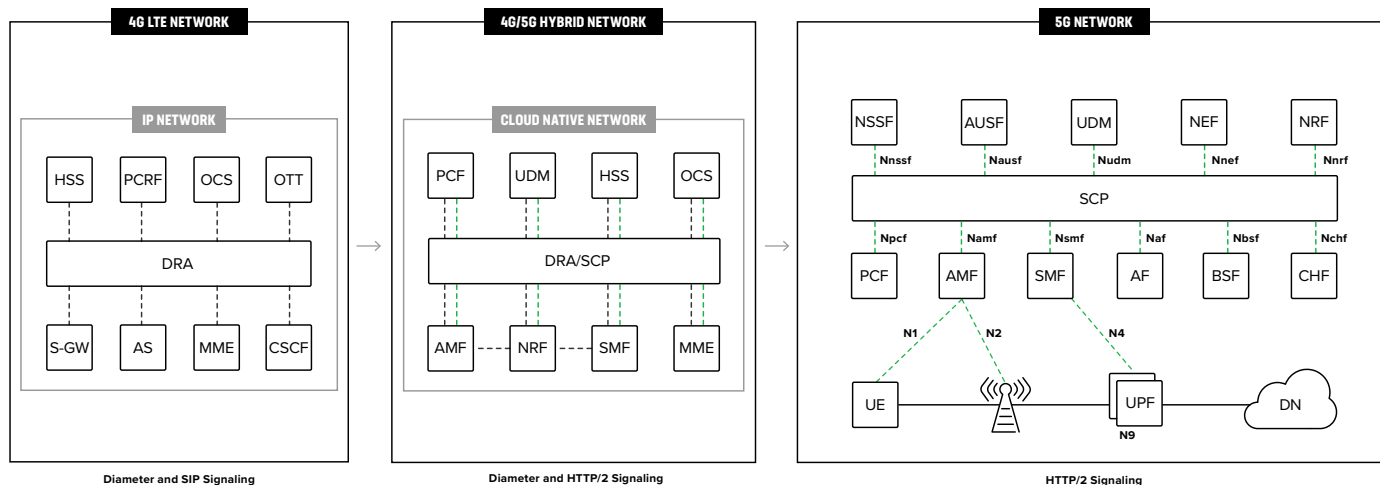 4G LTE NETWORK
IP NETWORK
HSS
PCRF
OCS
OTT
DRA
S-GW
AS
MME
CSCF
Diameter and SIP Signaling
4G/5G HYBRID NETWORK
CLOUD NATIVE NETWORK
PCF
UDM
HSS
OCS
DRA/SCP
AMF
NRF
SMF
MME
Diameter and HTTP/2 Signaling
5G NETWORK
NSSF
AUSF
UDM
NEF
NRF
Nnssf
Nausf
Nudm
Nnef
Nnrf
SCP
Npcf
Namf
Nsmf
Naf
Nbsf
Nchf
PCF
AMF
SMF
AF
BSF
CHF
N1
N2
N4
UE
UPF
DN
N9
HTTP/2 Signaling